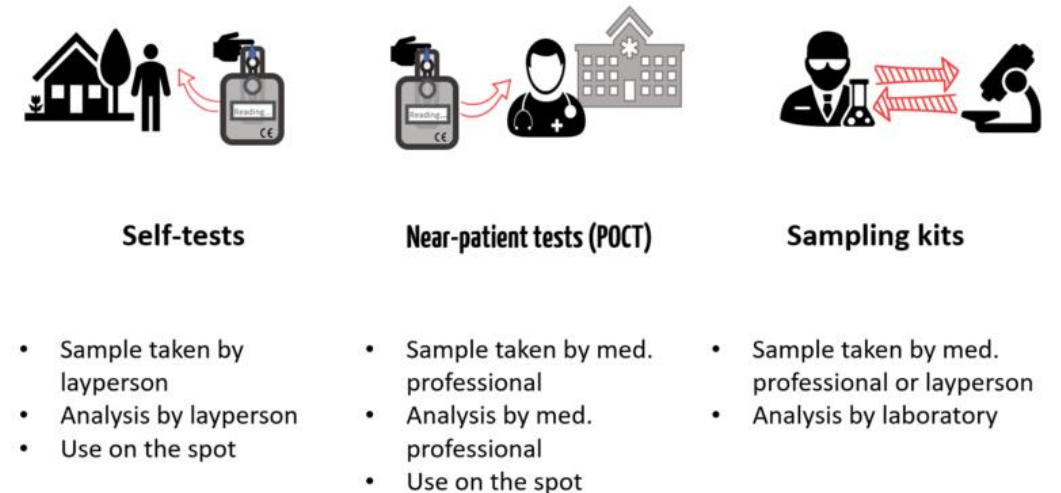 Reading...
CE
Reading...
CE
Self-tests
Near-patient tests (POCT)
Sampling kits
• Sample taken by
layperson
• Analysis by layperson
• Use on the spot
• Sample taken by med.
professional
• Analysis by med.
professional
• Use on the spot
• Sample taken by med.
professional or layperson
• Analysis by laboratory